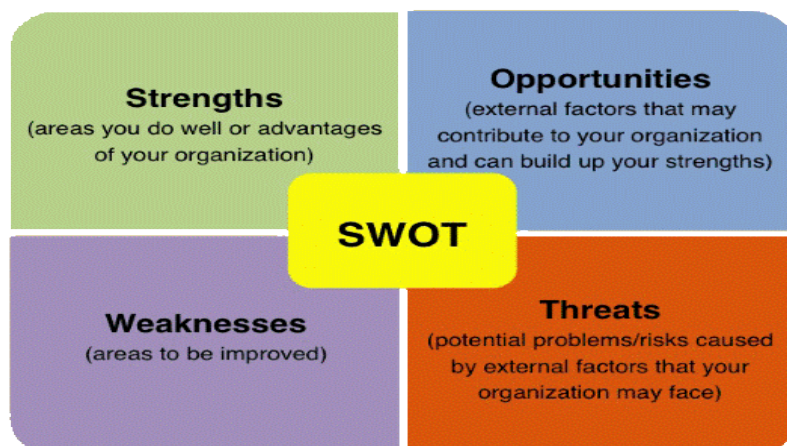 Strengths
(areas you do well or advantages
of your organization)
Opportunities
(external factors that may
contribute to your organization
and can build up your strengths)
SWOT
Weaknesses
(areas to be improved)
Threats
(potential problems/risks caused
by external factors that your
organization may face)